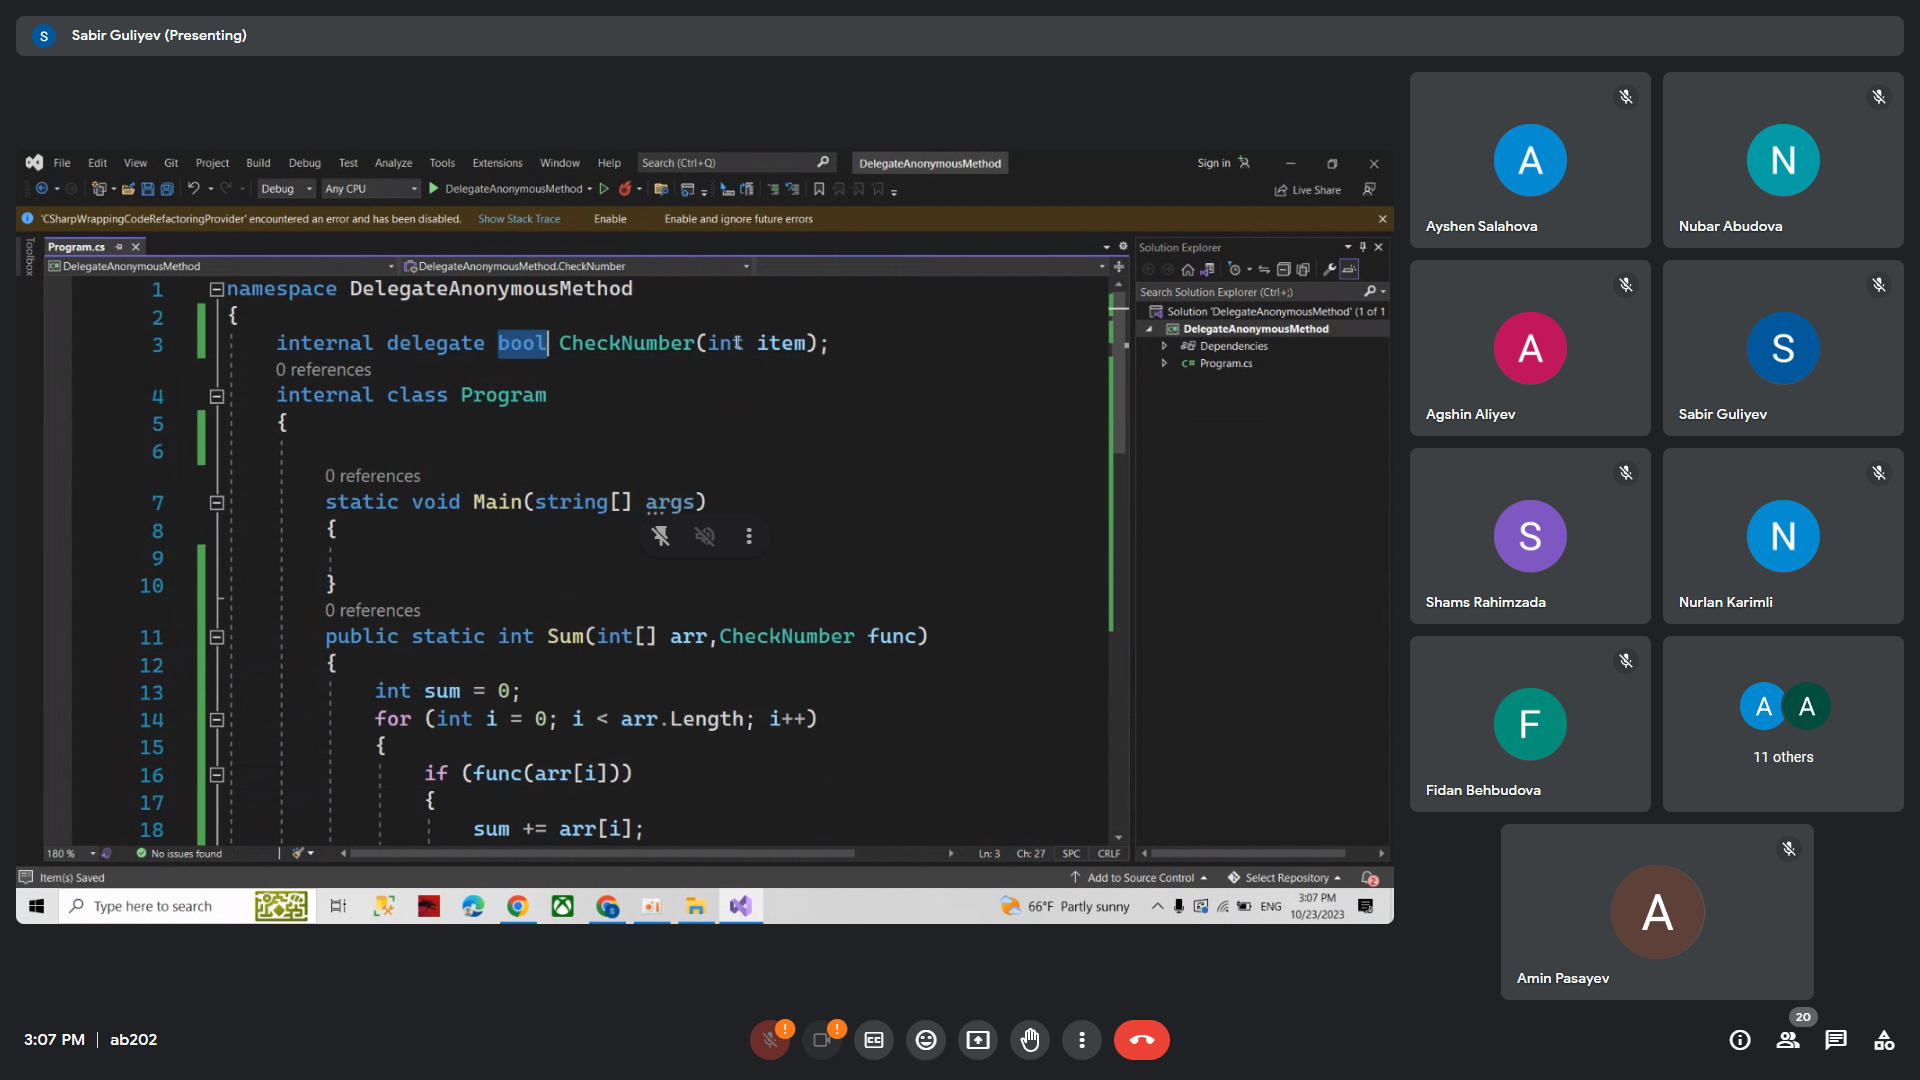 S Sabir Guliyev (Presenting)
File Edit View Git Project Build Debug Test Analyze Tools Extensions Window Help Search (Ctrl+Q) DelegateAnonymousMethod Sign in
Debug Any CPU DelegateAnonymousMethod Live Share
'CSharpWrappingCodeRefactoringProvider' encountered an error and has been disabled. Show Stack Trace Enable Enable and ignore future errors
Toolbox
Program.cs
DelegateAnonymousMethod DelegateAnonymousMethod.CheckNumber
1 namespace DelegateAnonymousMethod
2 {
3 internal delegate bool CheckNumber(int item);
0 references
4 internal class Program
5 {
6
0 references
7 static void Main(string[] args)
8 {
9
10 }
0 references
11 public static int Sum(int[] arr,CheckNumber func)
12 {
13 int sum = 0;
14 for (int i = 0; i < arr.Length; i++)
15 {
16 if (func(arr[i]))
17 {
18 sum += arr[i];
180 % No issues found Ln: 3 Ch: 27 SPC CRLF
Solution Explorer
Search Solution Explorer (Ctrl+;)
Solution 'DelegateAnonymousMethod' (1 of 1
DelegateAnonymousMethod
Dependencies
C# Program.cs
Item(s) Saved Add to Source Control Select Repository 2
Type here to search 66°F Partly sunny ENG 3:07 PM
10/23/2023
A
Ayshen Salahova
N
Nubar Abudova
A
Agshin Aliyev
S
Sabir Guliyev
S
Shams Rahimzada
N
Nurlan Karimli
F
Fidan Behbudova
A A
11 others
A
Amin Pasayev
3:07 PM | ab202
! !
20